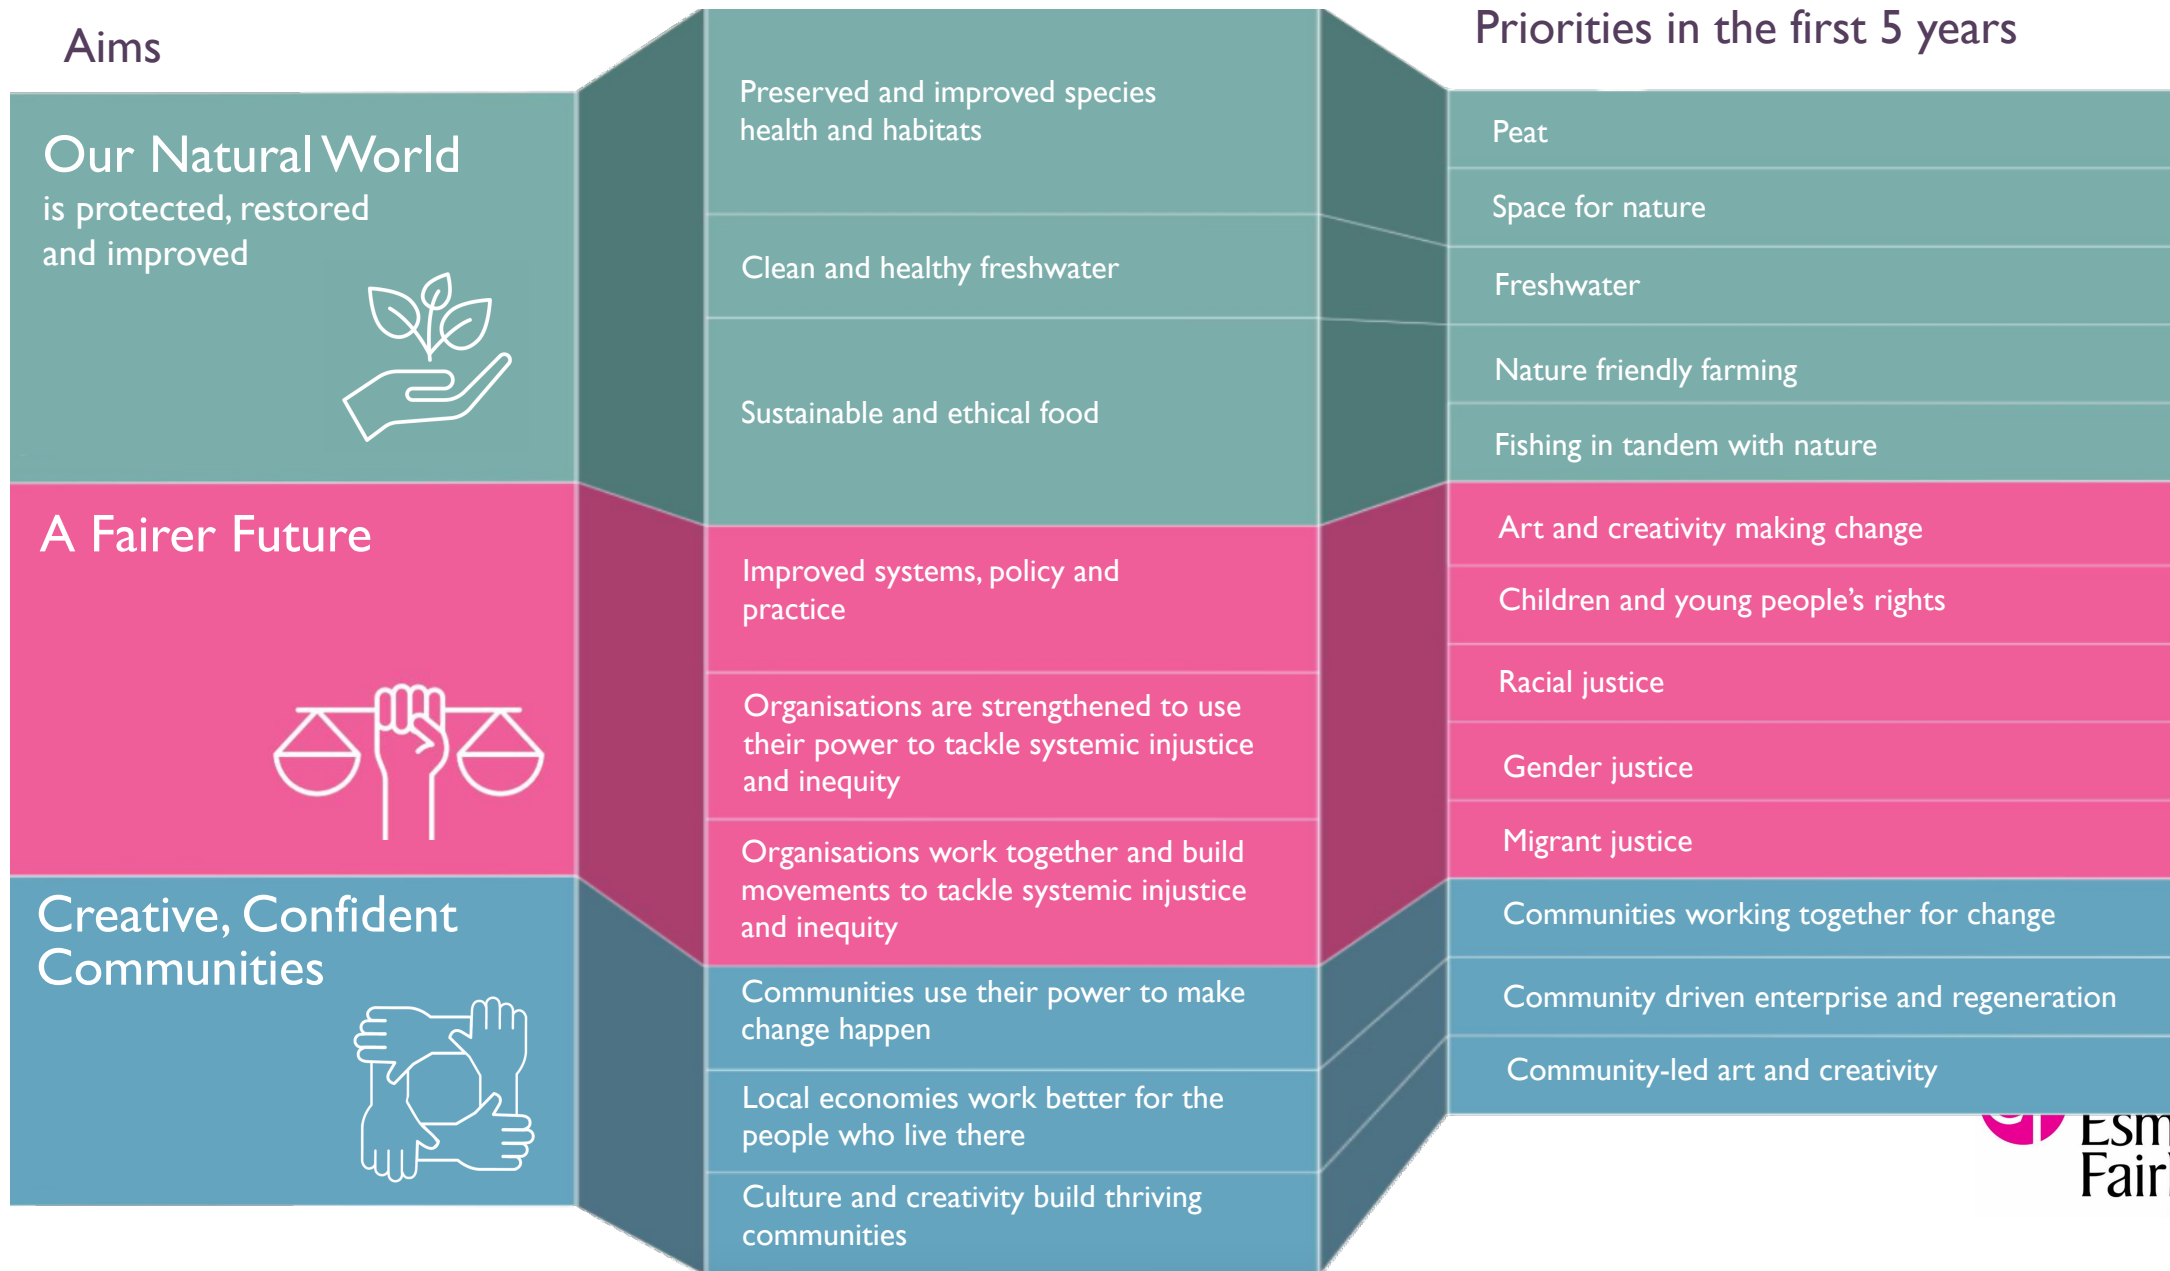 Aims
Our Natural World
is protected, restored
and improved
A Fairer Future
Creative, Confident
Communities
Preserved and improved species
health and habitats
Clean and healthy freshwater
Sustainable and ethical food
Improved systems, policy and
practice
Organisations are strengthened to use
their power to tackle systemic injustice
and inequity
Organisations work together and build
movements to tackle systemic injustice
and inequity
Communities use their power to make
change happen
Local economies work better for the
people who live there
Culture and creativity build thriving
communities
Priorities in the first 5 years
Peat
Space for nature
Freshwater
Nature friendly farming
Fishing in tandem with nature
Art and creativity making change
Children and young people’s rights
Racial justice
Gender justice
Migrant justice
Communities working together for change
Community driven enterprise and regeneration
Community-led art and creativity